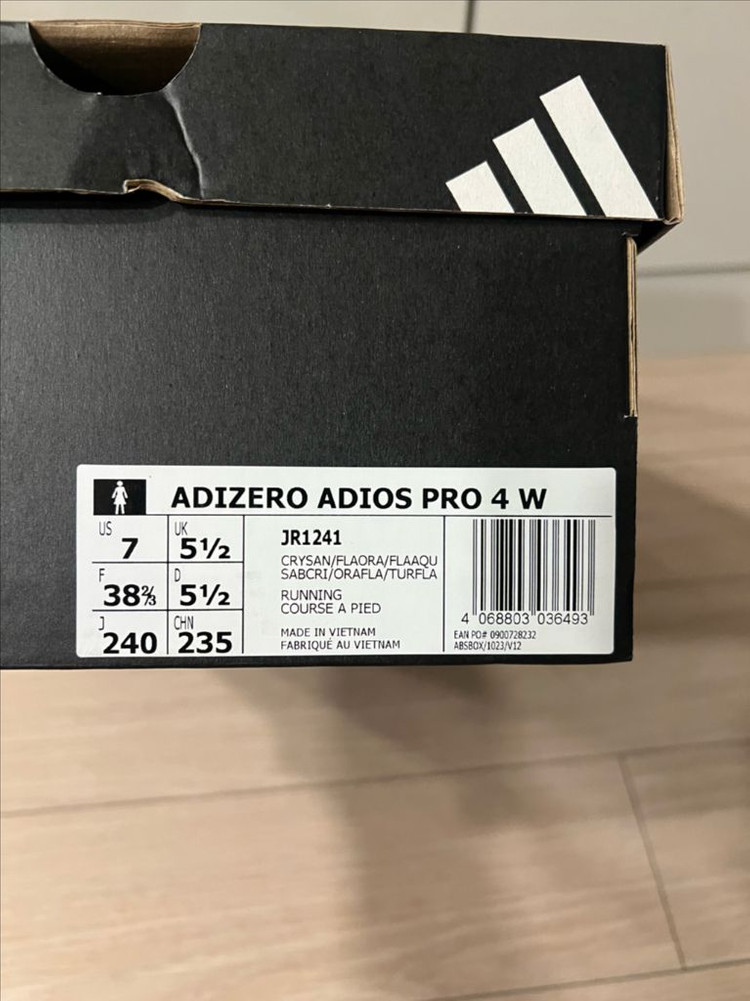 ADIZERO ADIOS PRO 4 W
US 7
UK 5½
F 38⅔
D 5½
J 240
CHN 235
JR1241
CRYSAN/FLAORA/FLAAQU
SABCRI/ORAFLA/TURFLA
RUNNING
COURSE A PIED
MADE IN VIETNAM
FABRIQUÉ AU VIETNAM
4 068803 036493
EAN PO# 0900728232
ABSBOX/1023/V12